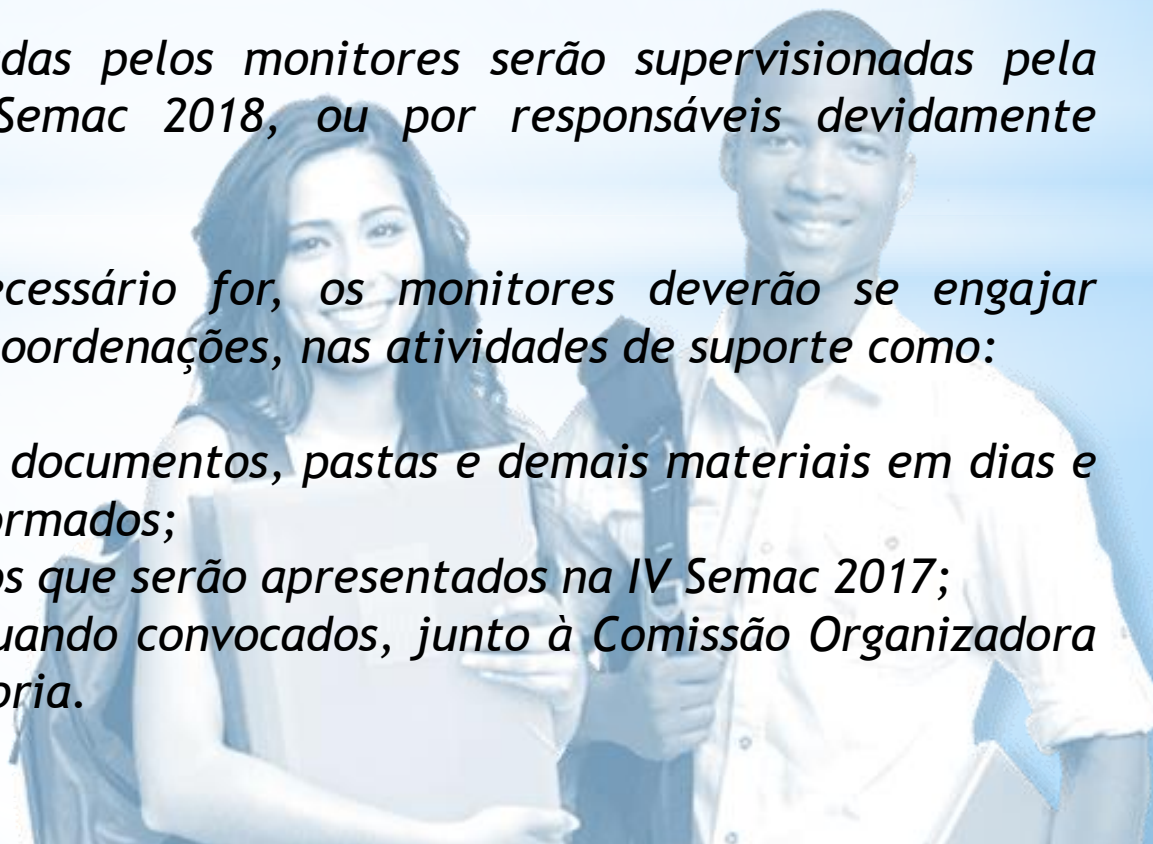 das pelos monitores serão supervisionadas pela
Semac 2018, ou por responsáveis devidamente
ecessário for, os monitores deverão se engajar
oordenações, nas atividades de suporte como:
documentos, pastas e demais materiais em dias e
ormados;
os que serão apresentados na IV Semac 2017;
uando convocados, junto à Comissão Organizadora
oria.